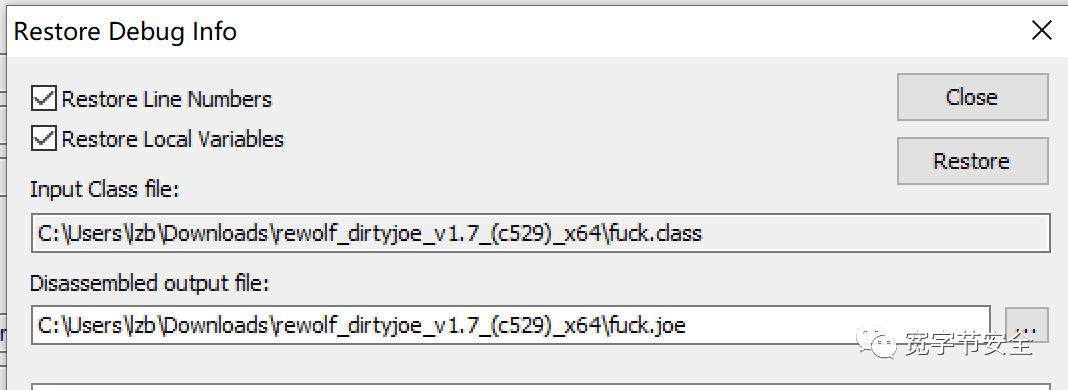 Restore Debug Info
Restore Line Numbers
Close
Restore Local Variables
Restore
Input Class file:
C:\Users\lzb\Downloads\rewolf_dirtyjoe_v1.7_(c529)_x64\fuck.class
Disassembled output file:
C:\Users\lzb\Downloads\rewolf_dirtyjoe_v1.7_(c529)_x64\fuck.joe
...
宽字节安全